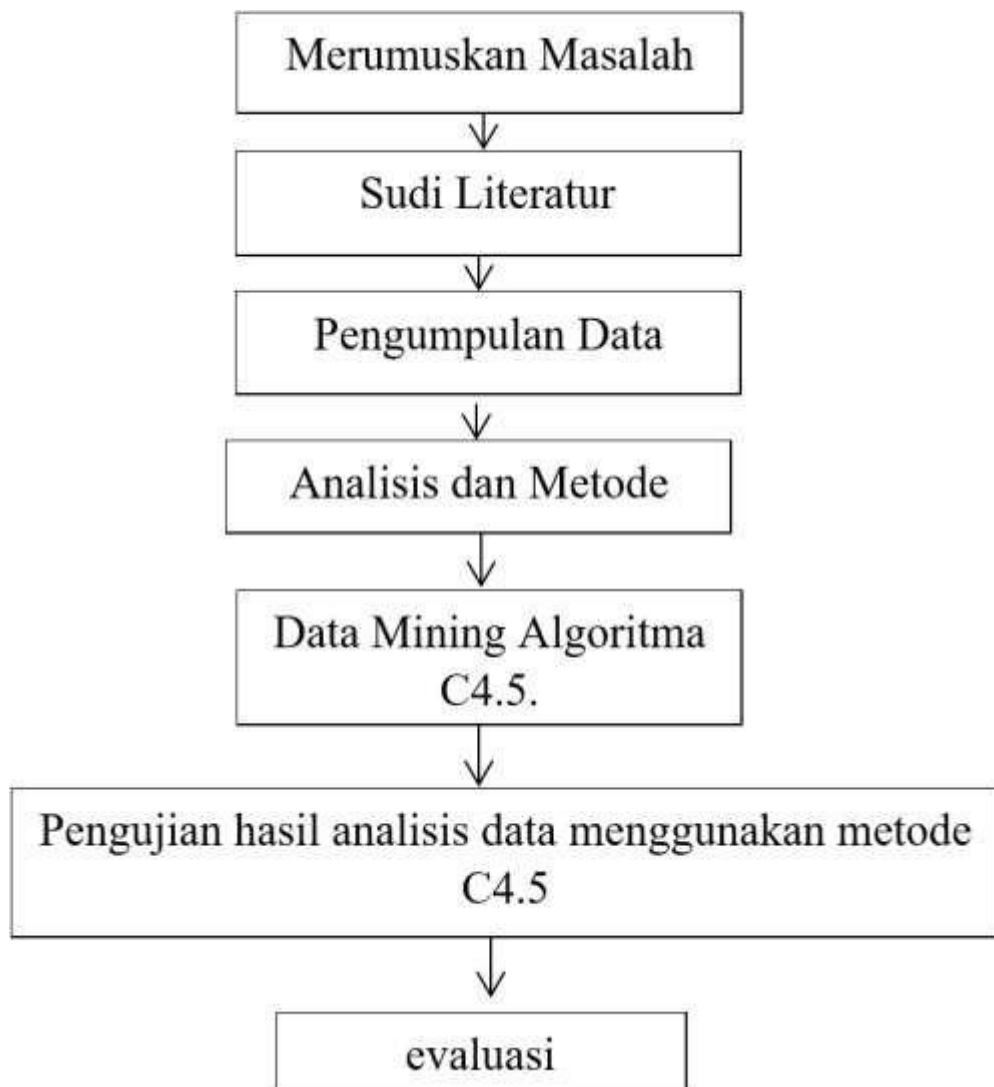 Merumuskan Masalah
Sudi Literatur
Pengumpulan Data
Analisis dan Metode
Data Mining Algoritma
C4.5.
Pengujian hasil analisis data menggunakan metode
C4.5
evaluasi